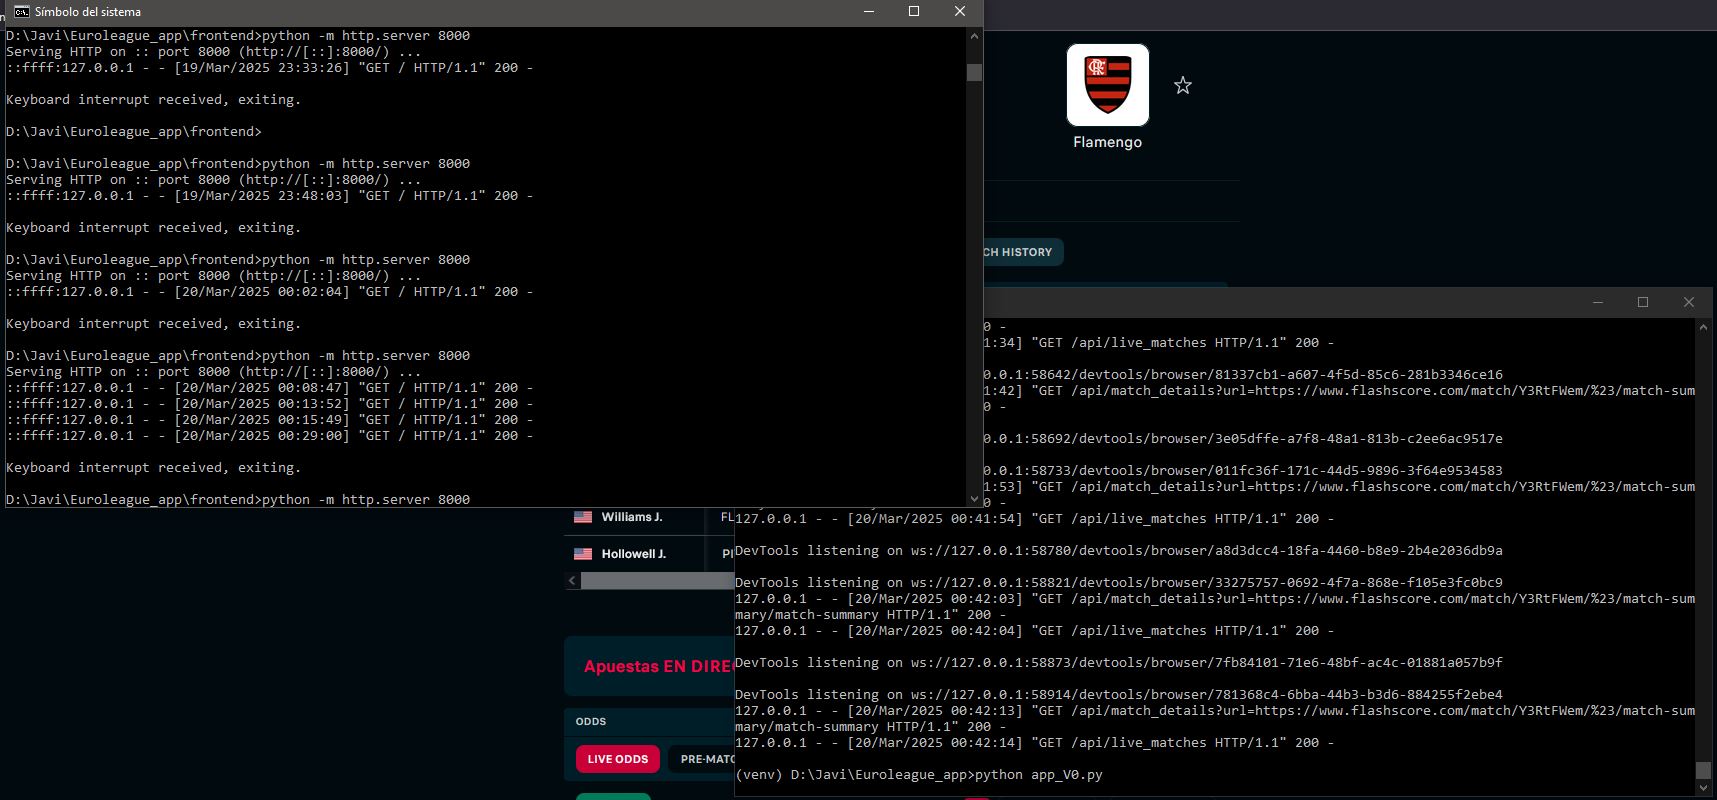 Símbolo del sistema
D:\Javi\Euroleague_app\frontend>python -m http.server 8000
Serving HTTP on :: port 8000 (http://[::]:8000/) ...
::ffff:127.0.0.1 - - [19/Mar/2025 23:33:26] "GET / HTTP/1.1" 200 -
Keyboard interrupt received, exiting.
D:\Javi\Euroleague_app\frontend>
D:\Javi\Euroleague_app\frontend>python -m http.server 8000
Serving HTTP on :: port 8000 (http://[::]:8000/) ...
::ffff:127.0.0.1 - - [19/Mar/2025 23:48:03] "GET / HTTP/1.1" 200 -
Keyboard interrupt received, exiting.
D:\Javi\Euroleague_app\frontend>python -m http.server 8000
Serving HTTP on :: port 8000 (http://[::]:8000/) ...
::ffff:127.0.0.1 - - [20/Mar/2025 00:02:04] "GET / HTTP/1.1" 200 -
Keyboard interrupt received, exiting.
D:\Javi\Euroleague_app\frontend>python -m http.server 8000
Serving HTTP on :: port 8000 (http://[::]:8000/) ...
::ffff:127.0.0.1 - - [20/Mar/2025 00:08:47] "GET / HTTP/1.1" 200 -
::ffff:127.0.0.1 - - [20/Mar/2025 00:13:52] "GET / HTTP/1.1" 200 -
::ffff:127.0.0.1 - - [20/Mar/2025 00:15:49] "GET / HTTP/1.1" 200 -
::ffff:127.0.0.1 - - [20/Mar/2025 00:29:00] "GET / HTTP/1.1" 200 -
Keyboard interrupt received, exiting.
D:\Javi\Euroleague_app\frontend>python -m http.server 8000
Flamengo
CH HISTORY
0 -
1:34] "GET /api/live_matches HTTP/1.1" 200 -
0.0.1:58642/devtools/browser/81337cb1-a607-4f5d-85c6-281b3346ce16
1:42] "GET /api/match_details?url=https://www.flashscore.com/match/Y3RtFWem/%23/match-sum
0 -
0.0.1:58692/devtools/browser/3e05dffe-a7f8-48a1-813b-c2ee6ac9517e
0.0.1:58733/devtools/browser/011fc36f-171c-44d5-9896-3f64e9534583
1:53] "GET /api/match_details?url=https://www.flashscore.com/match/Y3RtFWem/%23/match-sum
0 -
127.0.0.1 - - [20/Mar/2025 00:41:54] "GET /api/live_matches HTTP/1.1" 200 -
DevTools listening on ws://127.0.0.1:58780/devtools/browser/a8d3dcc4-18fa-4460-b8e9-2b4e2036db9a
DevTools listening on ws://127.0.0.1:58821/devtools/browser/33275757-0692-4f7a-868e-f105e3fc0bc9
127.0.0.1 - - [20/Mar/2025 00:42:03] "GET /api/match_details?url=https://www.flashscore.com/match/Y3RtFWem/%23/match-sum
mary/match-summary HTTP/1.1" 200 -
127.0.0.1 - - [20/Mar/2025 00:42:04] "GET /api/live_matches HTTP/1.1" 200 -
DevTools listening on ws://127.0.0.1:58873/devtools/browser/7fb84101-71e6-48bf-ac4c-01881a057b9f
DevTools listening on ws://127.0.0.1:58914/devtools/browser/781368c4-6bba-44b3-b3d6-884255f2ebe4
127.0.0.1 - - [20/Mar/2025 00:42:13] "GET /api/match_details?url=https://www.flashscore.com/match/Y3RtFWem/%23/match-sum
mary/match-summary HTTP/1.1" 200 -
127.0.0.1 - - [20/Mar/2025 00:42:14] "GET /api/live_matches HTTP/1.1" 200 -
(venv) D:\Javi\Euroleague_app>python app_V0.py
Williams J. FL
Hollowell J. PI
Apuestas EN DIREC
ODDS
LIVE ODDS PRE-MATC